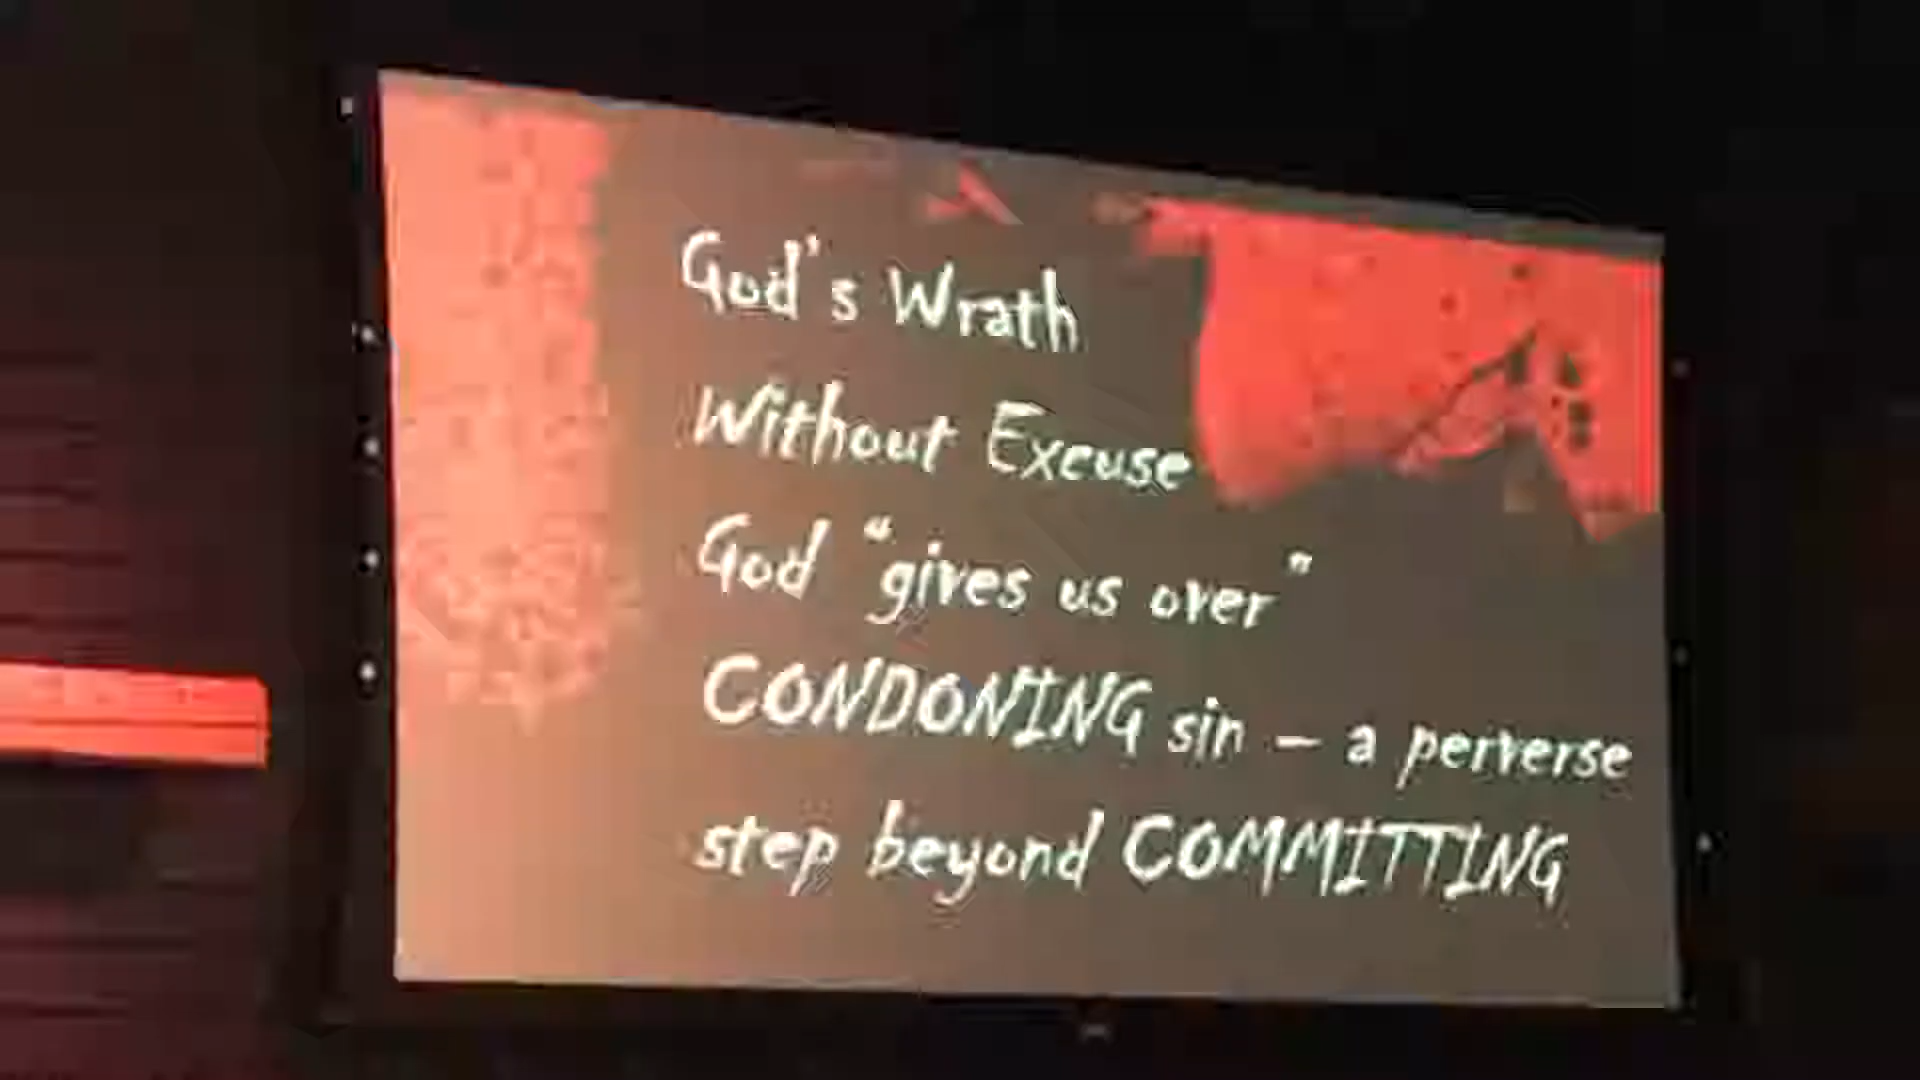 God's Wrath
Without Excuse
God "gives us over"
CONDONING sin – a perverse
step beyond COMMITTING